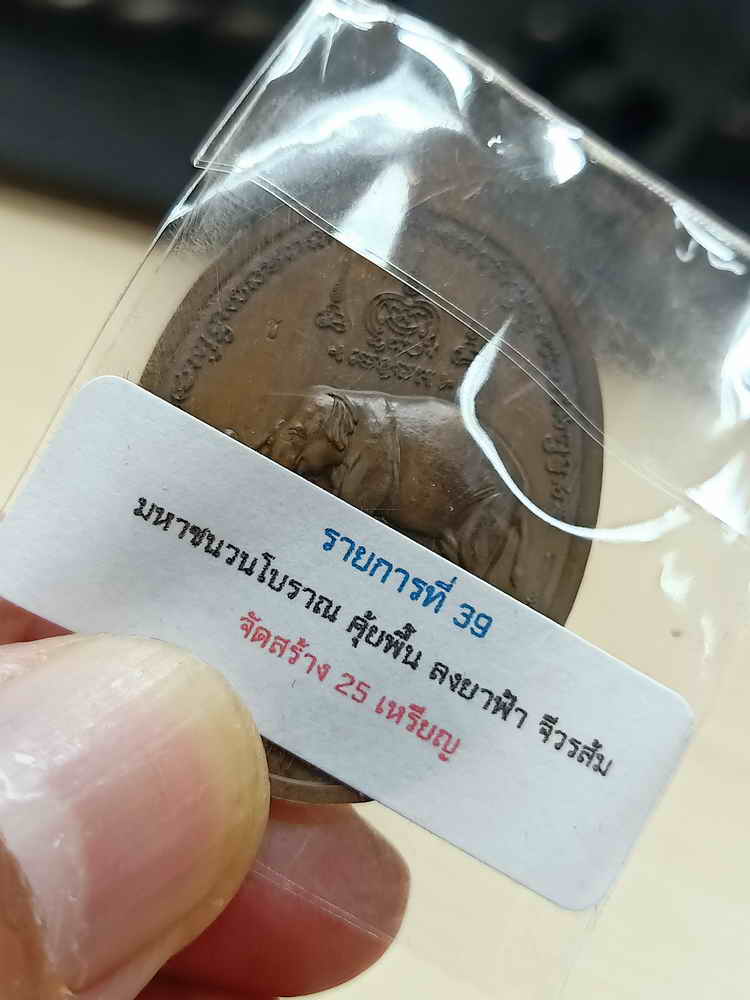 รายการที่ 39
มหาชนวนโบราณ คุ้ยพื้น ลงยาฟ้า จีวรส้ม
จัดสร้าง 25 เหรียญ